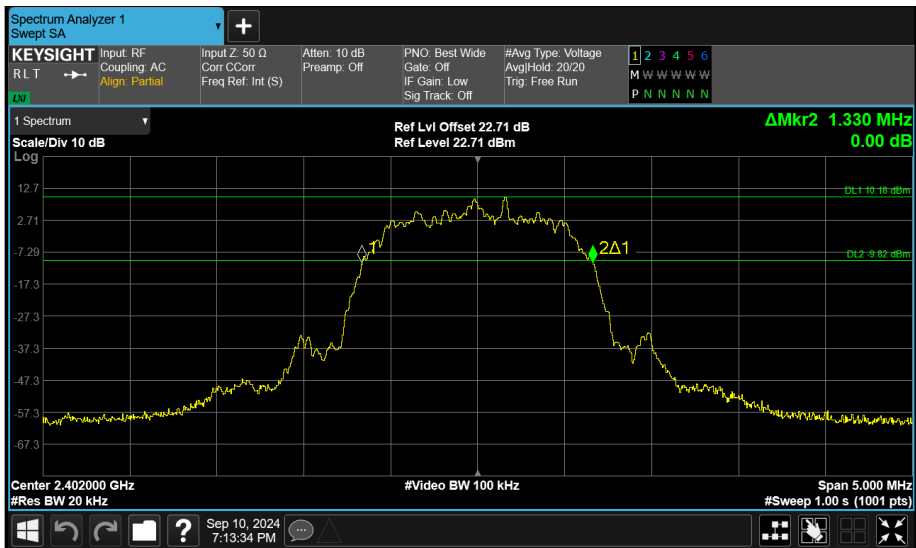 Spectrum Analyzer 1
Swept SA
+
KEYSIGHT
RLT
LXI
Input: RF
Coupling: AC
Align: Partial
Input Z: 50 Ω
Corr CCorr
Freq Ref: Int (S)
Atten: 10 dB
Preamp: Off
PNO: Best Wide
Gate: Off
IF Gain: Low
Sig Track: Off
#Avg Type: Voltage
Avg|Hold: 20/20
Trig: Free Run
1 2 3 4 5 6
M W W W W W
P N N N N N
1 Spectrum
Scale/Div 10 dB
Ref Lvl Offset 22.71 dB
Ref Level 22.71 dBm
ΔMkr2 1.330 MHz
0.00 dB
Log
12.7
DL1 10.18 dBm
2.71
-7.29
1
2Δ1
DL2 -9.82 dBm
-17.3
-27.3
-37.3
-47.3
-57.3
-67.3
Center 2.402000 GHz
#Video BW 100 kHz
Span 5.000 MHz
#Res BW 20 kHz
#Sweep 1.00 s (1001 pts)
?
Sep 10, 2024
7:13:34 PM